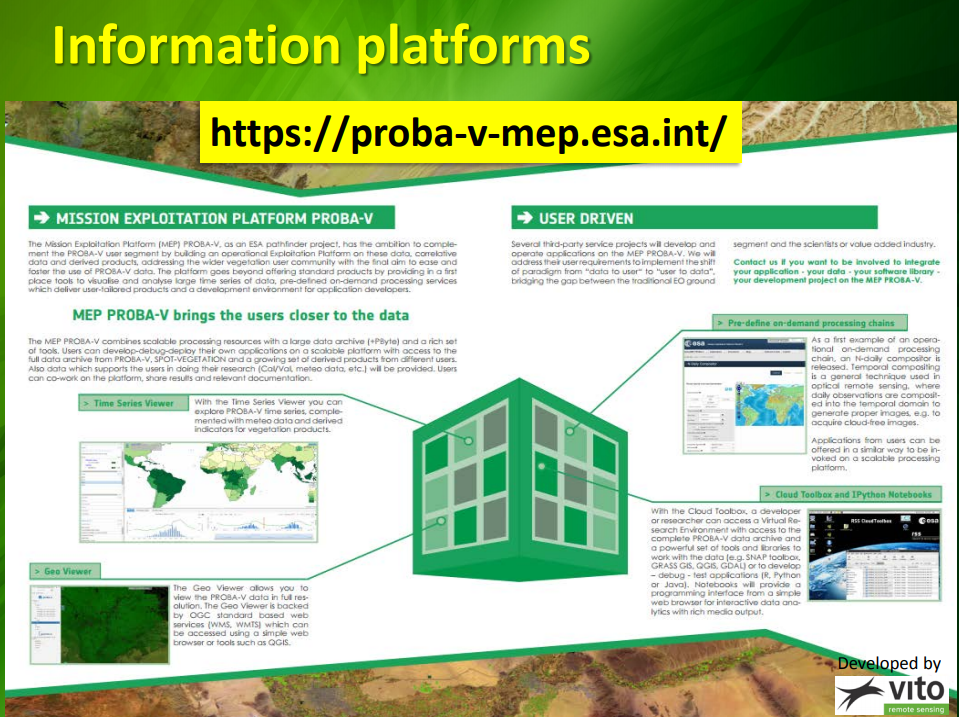 Information platforms
https://proba-v-mep.esa.int/
MISSION EXPLOITATION PLATFORM PROBA-V
The Mission Exploitation Platform (MEP) PROBA-V, as an ESA pathfinder project, has the ambition to comple-
ment the PROBA-V user segment by building an operational Exploitation Platform on these data, correlative
data and derived products, addressing the wider vegetation user community with the final aim to ease and
foster the use of PROBA-V data. The platform goes beyond offering standard products by providing in a first
place tools to visualise and analyse large time series of data, pre-defined on-demand processing services
which deliver user-tailored products and a development environment for application developers.
MEP PROBA-V brings the users closer to the data
The MEP PROBA-V combines scalable processing resources with a large data archive (+PByte) and a rich set
of tools. Users can develop-debug-deploy their own applications on a scalable platform with access to the
full data archive from PROBA-V, SPOT-VEGETATION and a growing set of derived products from different users.
Also data which supports the users in doing their research (Cal/Val, meteo data, etc.) will be provided. Users
can co-work on the platform, share results and relevant documentation.
> Time Series Viewer
With the Time Series Viewer you can
explore PROBA-V time series, comple-
mented with meteo data and derived
indicators for vegetation products.
> Geo Viewer
The Geo Viewer allows you to
view the PROBA-V data in full res-
olution. The Geo Viewer is backed
by OGC standard based web
services (WMS, WMTS) which can
be accessed using a simple web
browser or tools such as QGIS.
USER DRIVEN
Several third-party service projects will develop and
operate applications on the MEP PROBA-V. We will
address their user requirements to implement the shift
of paradigm from "data to user" to "user to data",
bridging the gap between the traditional EO ground
segment and the scientists or value added industry.
Contact us if you want to be involved to integrate
your application - your data - your software library -
your development project on the MEP PROBA-V.
> Pre-define on-demand processing chains
esa
As a first example of an opera-
tional on-demand processing
chain, an N-daily compositor is
released. Temporal compositing
is a general technique used in
optical remote sensing, where
daily observations are composit-
ed into the temporal domain to
generate proper images, e.g. to
acquire cloud-free images.
Applications from users can be
offered in a similar way to be in-
voked on a scalable processing
platform.
> Cloud Toolbox and IPython Notebooks
With the Cloud Toolbox, a developer
or researcher can access a Virtual Re-
search Environment with access to the
complete PROBA-V data archive and
a powerful set of tools and libraries to
work with the data (e.g. SNAP toolbox,
GRASS GIS, QGIS, GDAL) or to develop
– debug - test applications (R, Python
or Java). Notebooks will provide a
programming interface from a simple
web browser for interactive data ana-
lytics with rich media output.
RSS CloudToolbox
esa
rss
Developed by
vito
remote sensing